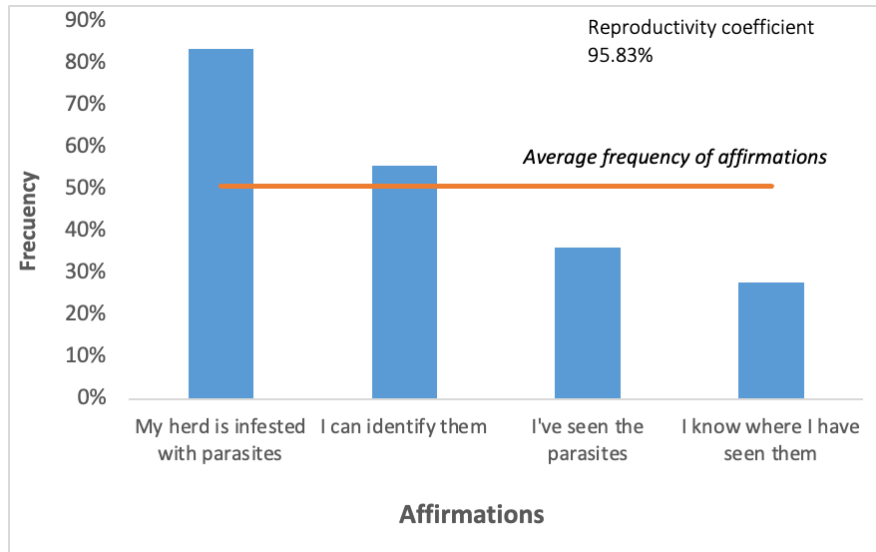 Reproductivity coefficient
95.83%
Average frequency of affirmations
Frecuency
90%
80%
70%
60%
50%
40%
30%
20%
10%
0%
My herd is infested
with parasites
I can identify them
I've seen the
parasites
I know where I have
seen them
Affirmations